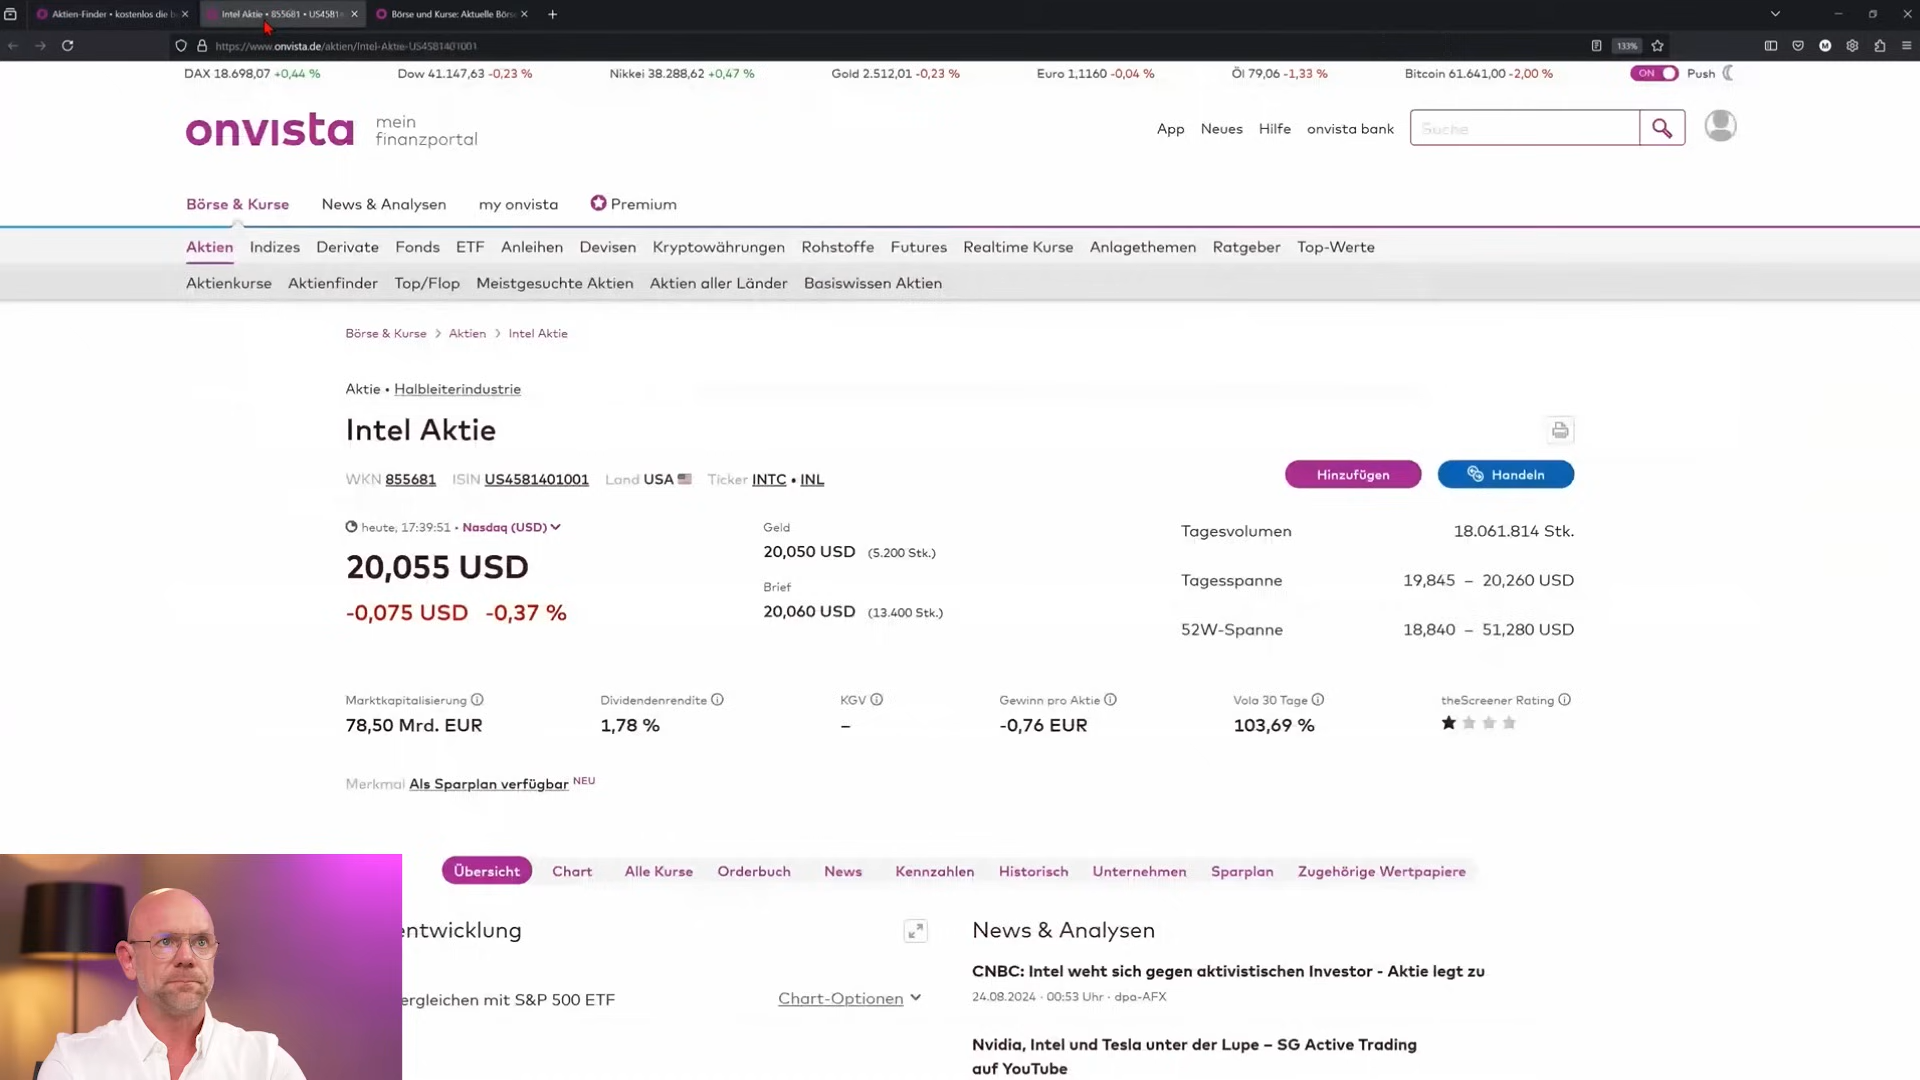 Aktien-Finder • kostenlos die b
Intel Aktie • 855681 • US4581
Börse und Kurse: Aktuelle Börs
https://www.onvista.de/aktien/Intel-Aktie-US4581401001
133%
DAX 18.698,07 +0,44 %
Dow 41.147,63 -0,23 %
Nikkei 38.288,62 +0,47 %
Gold 2.512,01 -0,23 %
Euro 1,1160 -0,04 %
Öl 79,06 -1,33 %
Bitcoin 61.641,00 -2,00 %
ON Push
onvista
mein
finanzportal
App Neues Hilfe onvista bank
Suche
Börse & Kurse News & Analysen my onvista Premium
Aktien Indizes Derivate Fonds ETF Anleihen Devisen Kryptowährungen Rohstoffe Futures Realtime Kurse Anlagethemen Ratgeber Top-Werte
Aktienkurse Aktienfinder Top/Flop Meistgesuchte Aktien Aktien aller Länder Basiswissen Aktien
Börse & Kurse > Aktien > Intel Aktie
Aktie • Halbleiterindustrie
Intel Aktie
WKN 855681 ISIN US4581401001 Land USA Ticker INTC • INL
Hinzufügen
Handeln
heute, 17:39:51 • Nasdaq (USD)
20,055 USD
-0,075 USD -0,37 %
Geld
20,050 USD (5.200 Stk.)
Brief
20,060 USD (13.400 Stk.)
Tagesvolumen 18.061.814 Stk.
Tagesspanne 19,845 – 20,260 USD
52W-Spanne 18,840 – 51,280 USD
Marktkapitalisierung
78,50 Mrd. EUR
Dividendenrendite
1,78 %
KGV
–
Gewinn pro Aktie
-0,76 EUR
Vola 30 Tage
103,69 %
theScreener Rating
Merkmal Als Sparplan verfügbar NEU
Übersicht Chart Alle Kurse Orderbuch News Kennzahlen Historisch Unternehmen Sparplan Zugehörige Wertpapiere
entwicklung
ergleichen mit S&P 500 ETF
Chart-Optionen
News & Analysen
CNBC: Intel weht sich gegen aktivistischen Investor - Aktie legt zu
24.08.2024 · 00:53 Uhr · dpa-AFX
Nvidia, Intel und Tesla unter der Lupe – SG Active Trading
auf YouTube